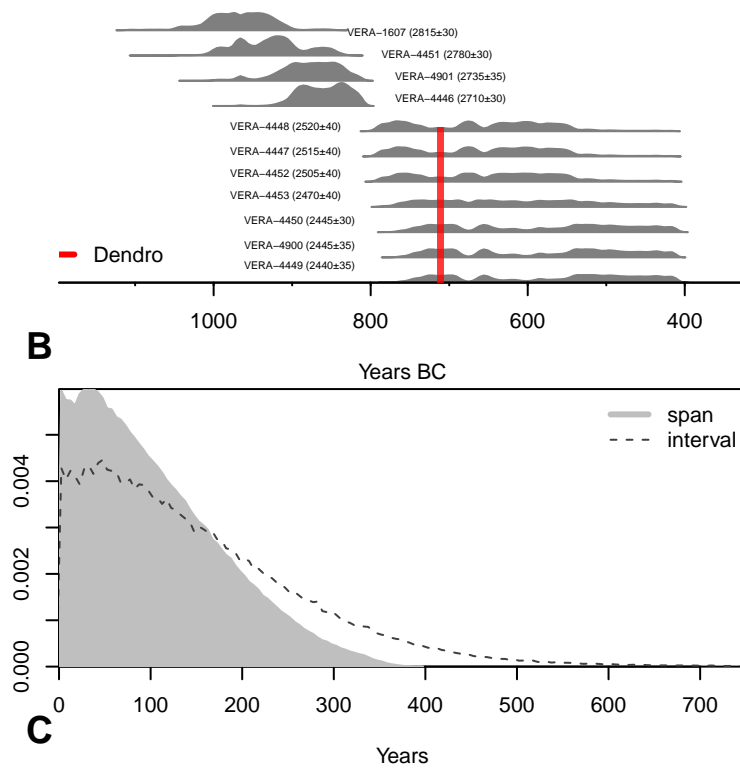 VERA−1607 (2815±30)
VERA−4451 (2780±30)
VERA−4901 (2735±35)
VERA−4446 (2710±30)
VERA−4448 (2520±40)
VERA−4447 (2515±40)
VERA−4452 (2505±40)
VERA−4453 (2470±40)
VERA−4450 (2445±30)
VERA−4900 (2445±35)
Dendro
VERA−4449 (2440±35)
1000 800 600 400
B
Years BC
span
interval
0.004
0.002
0.000
0 100 200 300 400 500 600 700
C
Years